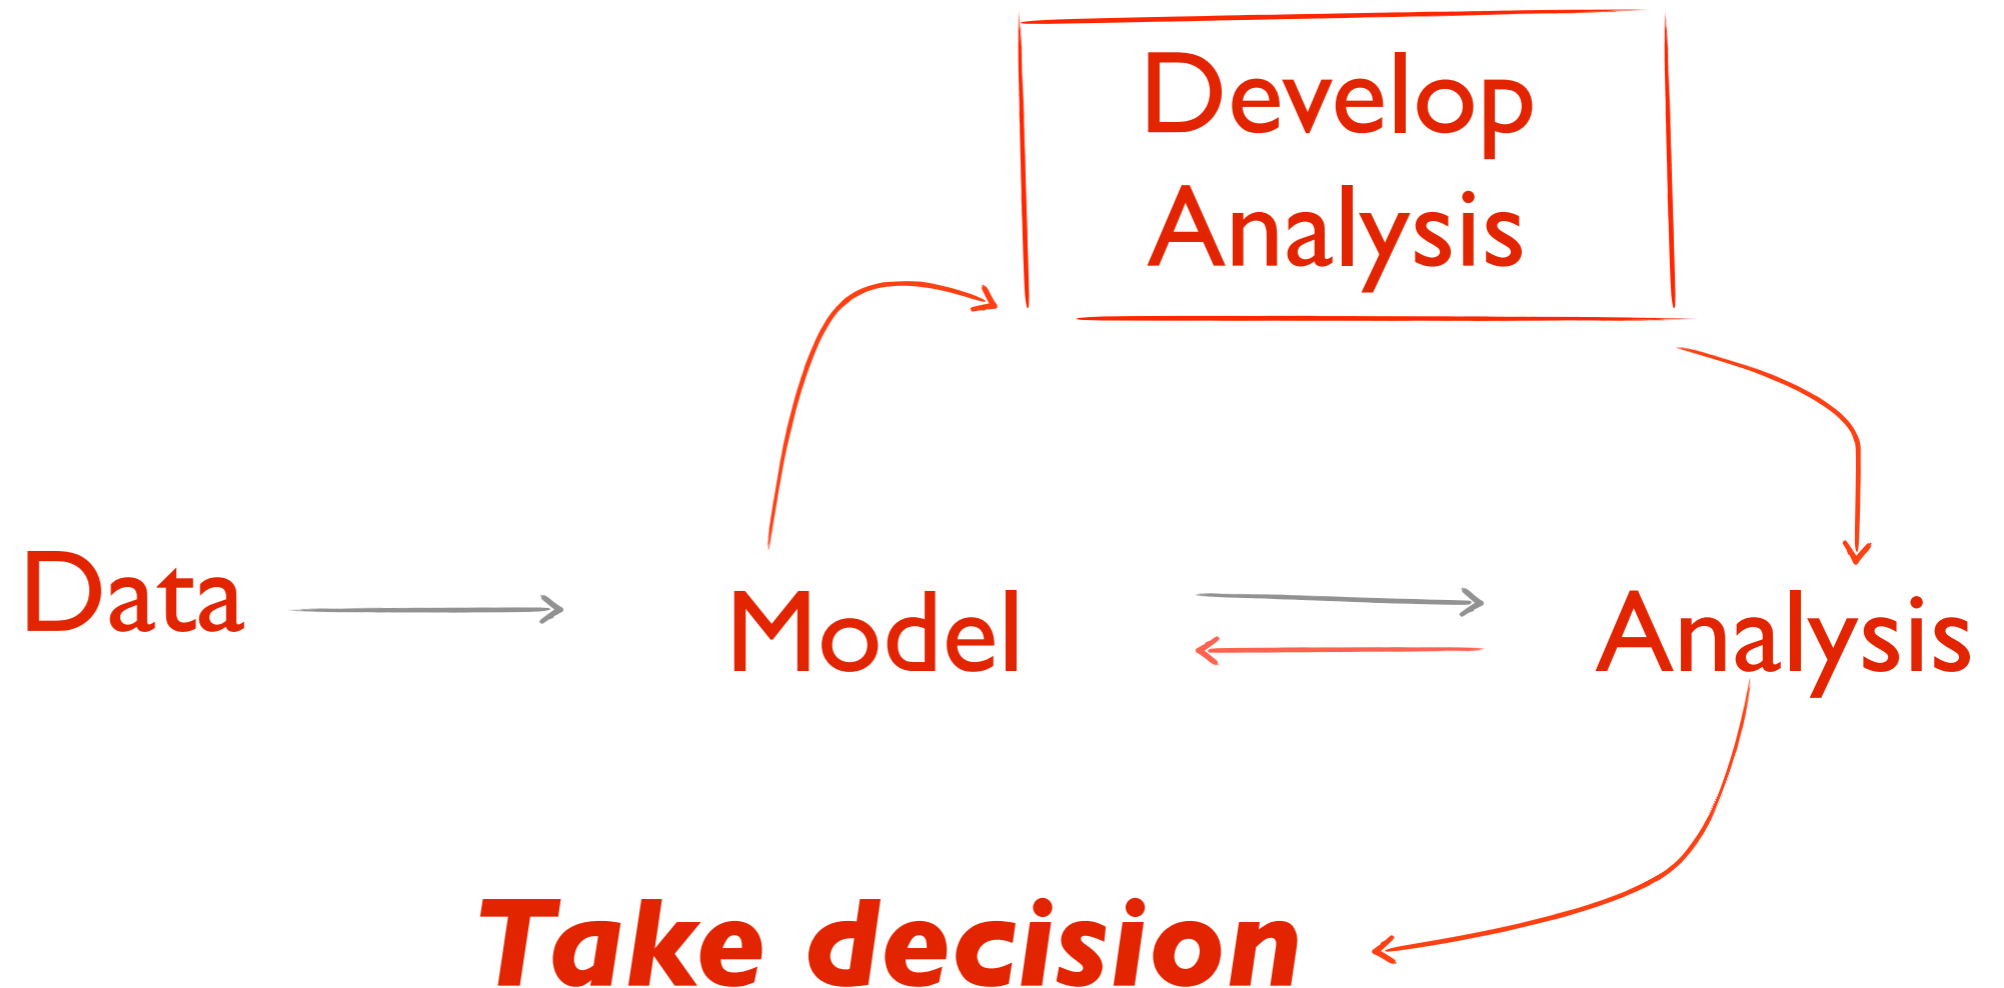 Develop
Analysis
Data
Model
Analysis
Take decision